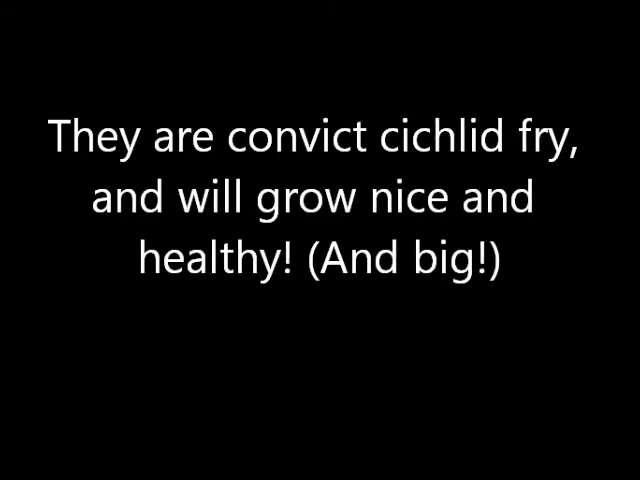 They are convict cichlid fry,
and will grow nice and
healthy! (And big!)